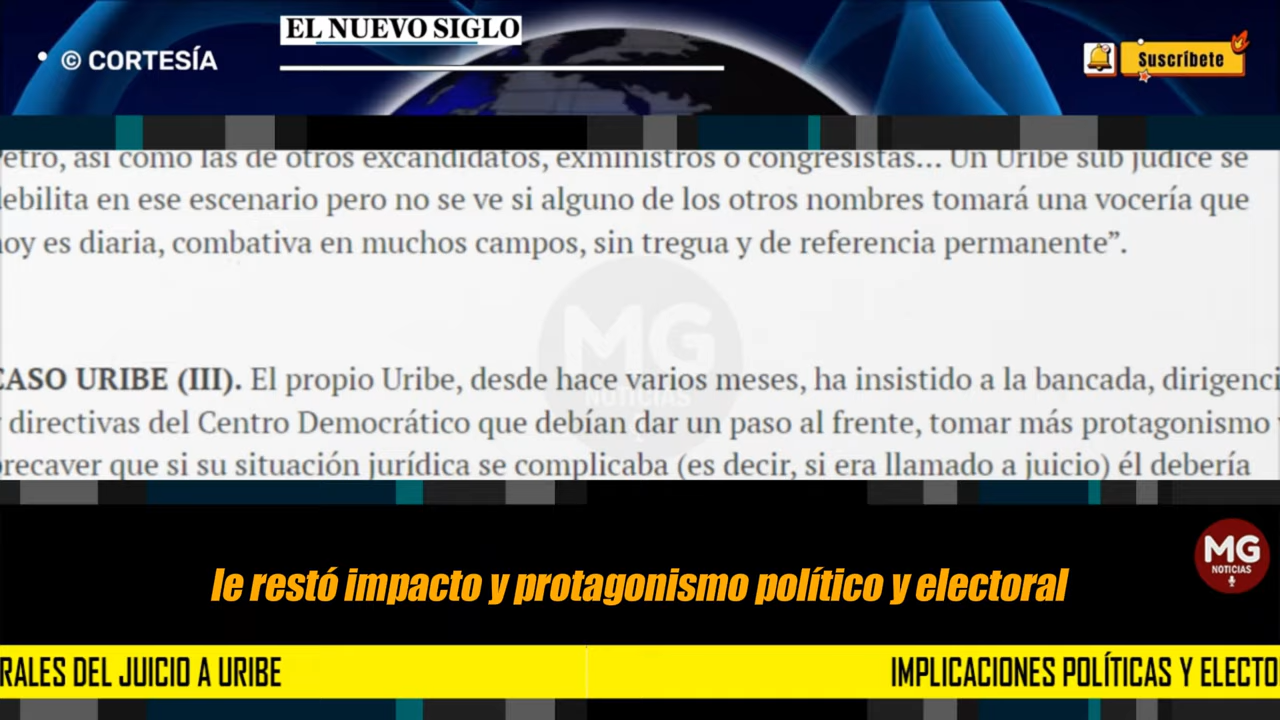 EL NUEVO SIGLO
© CORTESÍA
Suscríbete
etro, así como las de otros excandidatos, exministros o congresistas... Un Uribe sub júdice se
ebilita en ese escenario pero no se ve si alguno de los otros nombres tomará una vocería que
oy es diaria, combativa en muchos campos, sin tregua y de referencia permanente”.
MG
NOTICIAS
CASO URIBE (III). El propio Uribe, desde hace varios meses, ha insistido a la bancada, dirigenci
directivas del Centro Democrático que debían dar un paso al frente, tomar más protagonismo
recaver que si su situación jurídica se complicaba (es decir, si era llamado a juicio) él debería
MG
NOTICIAS
le restó impacto y protagonismo político y electoral
RALES DEL JUICIO A URIBE IMPLICACIONES POLÍTICAS Y ELECTO